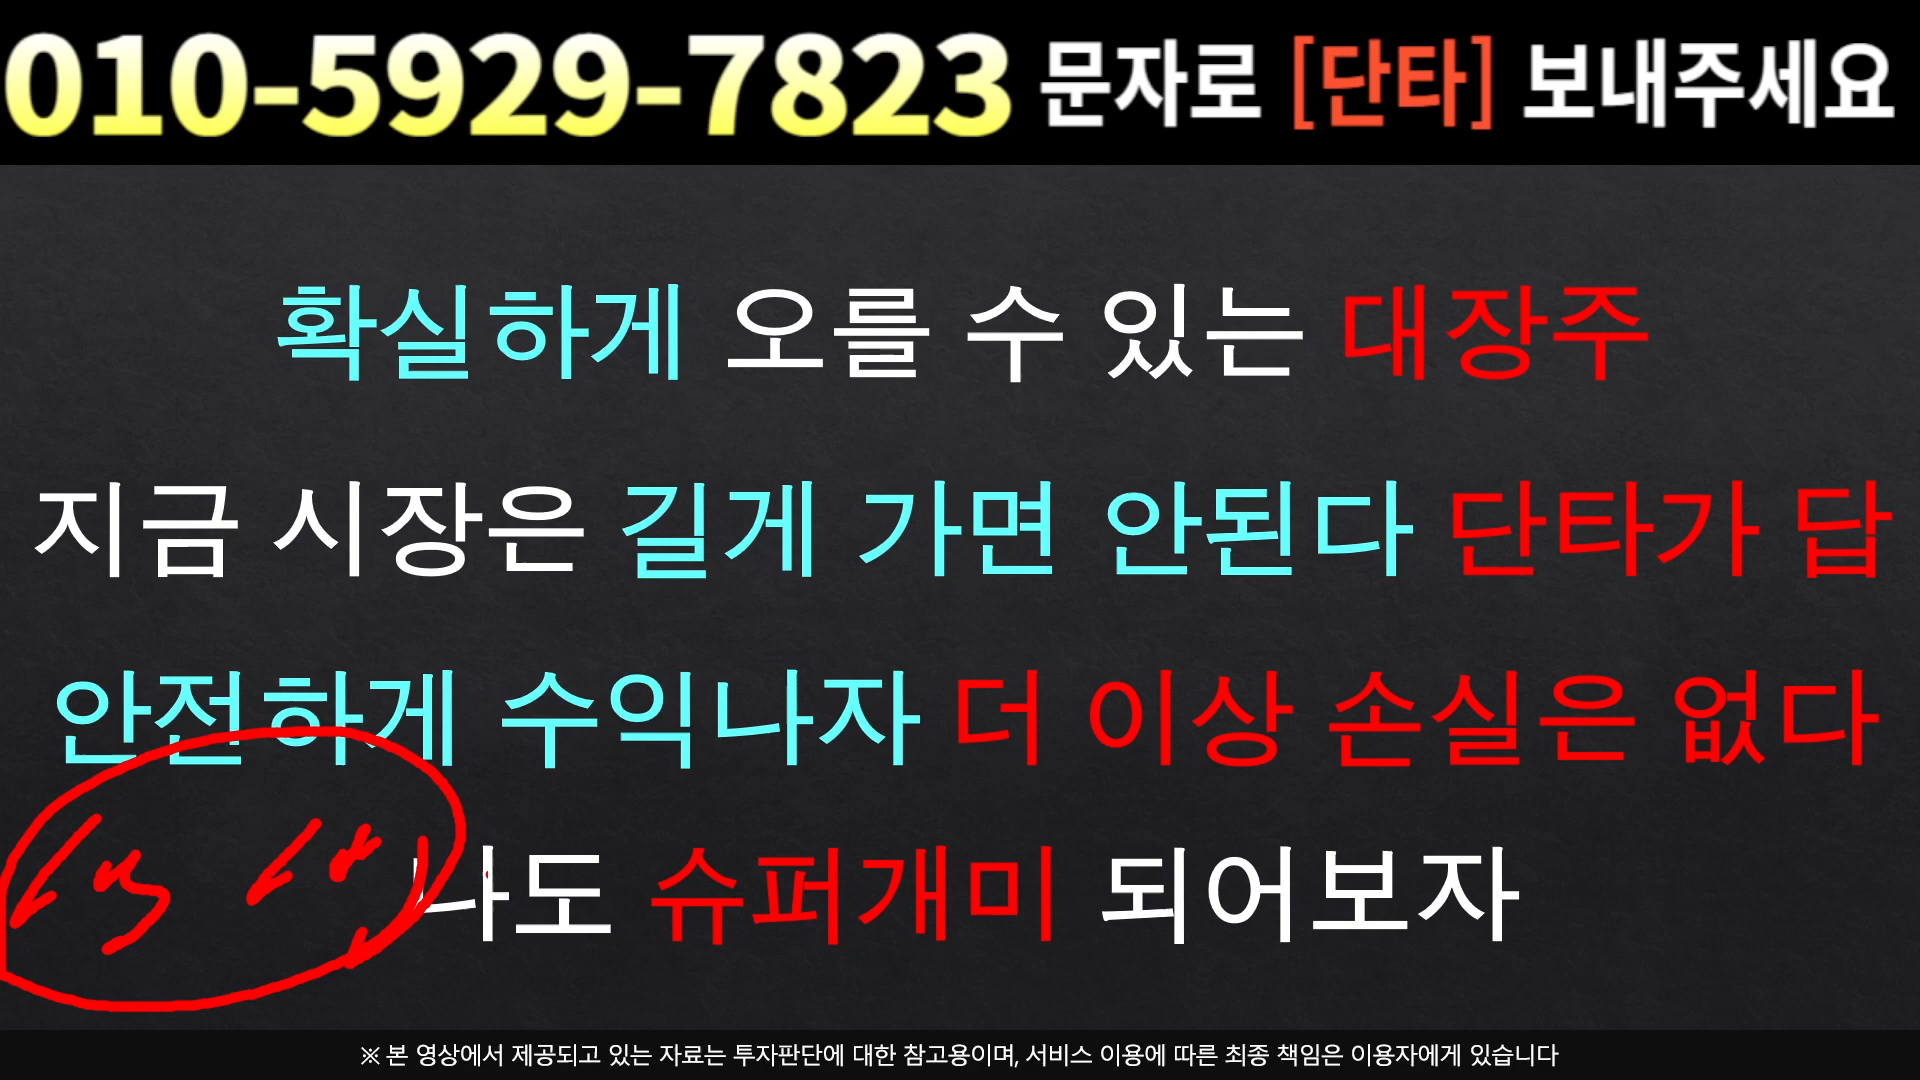 010-5929-7823 문자로 [단타] 보내주세요
확실하게 오를 수 있는 대장주
지금 시장은 길게 가면 안된다 단타가 답
안전하게 수익나자 더 이상 손실은 없다
나도 슈퍼개미 되어보자
※ 본 영상에서 제공되고 있는 자료는 투자판단에 대한 참고용이며, 서비스 이용에 따른 최종 책임은 이용자에게 있습니다